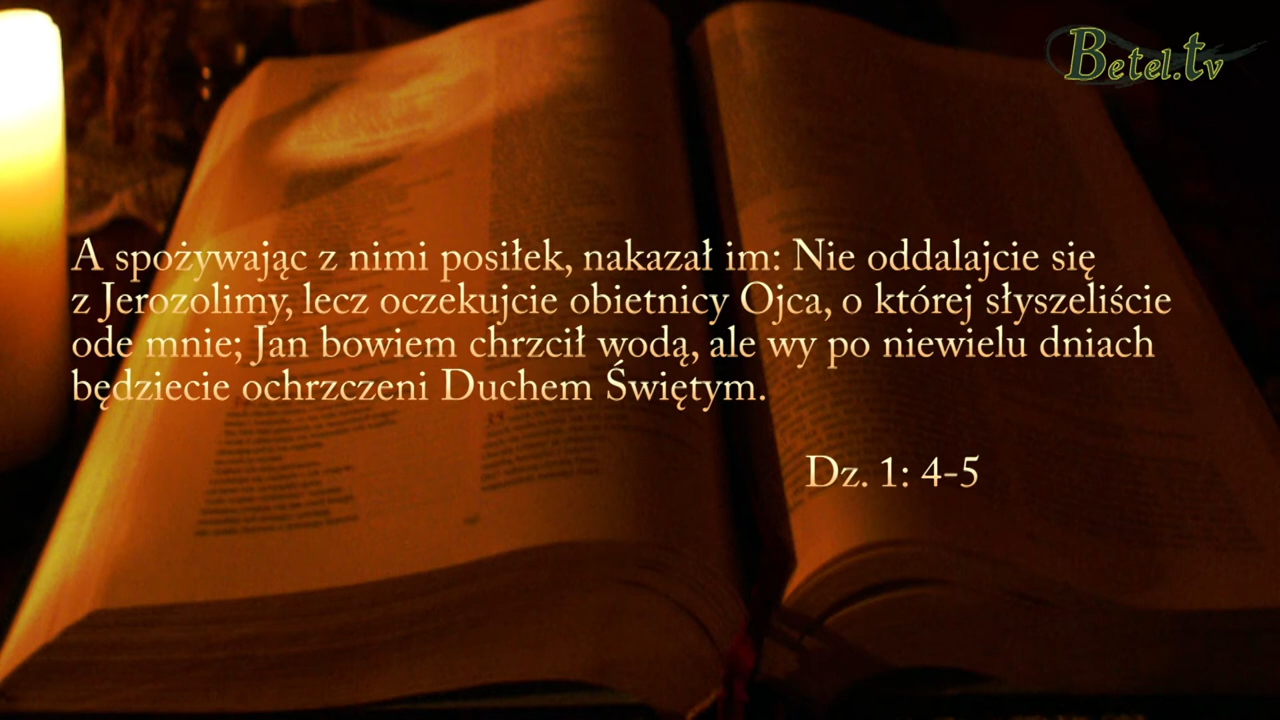 Betel.tv
A spożywając z nimi posiłek, nakazał im: Nie oddalajcie się
z Jerozolimy, lecz oczekujcie obietnicy Ojca, o której słyszeliście
ode mnie; Jan bowiem chrzcił wodą, ale wy po niewielu dniach
będziecie ochrzczeni Duchem Świętym.
Dz. 1: 4-5